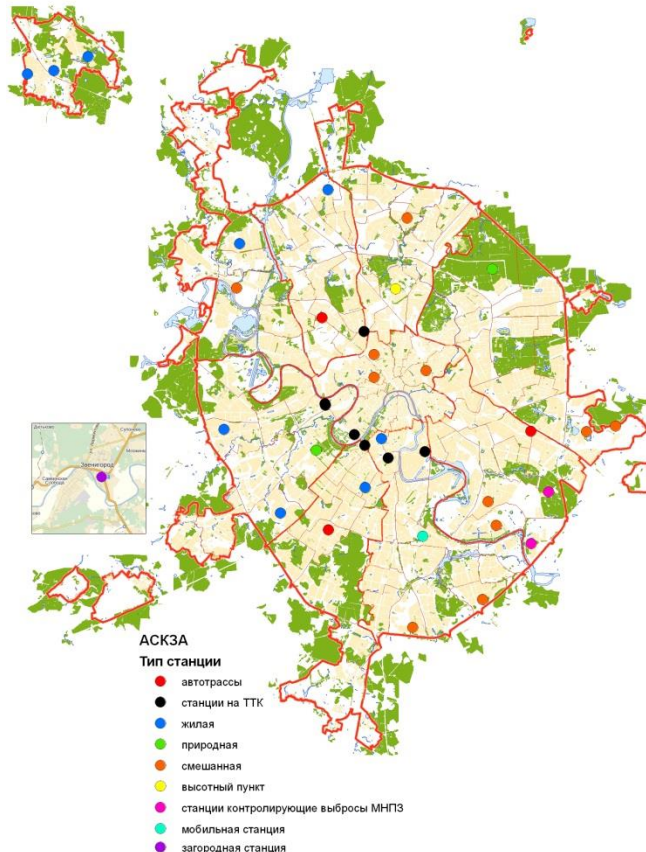 Звенигород
АСКЗА
Тип станции
автотрассы
станции на ТТК
жилая
природная
смешанная
высотный пункт
станции контролирующие выбросы МНПЗ
мобильная станция
загородная станция